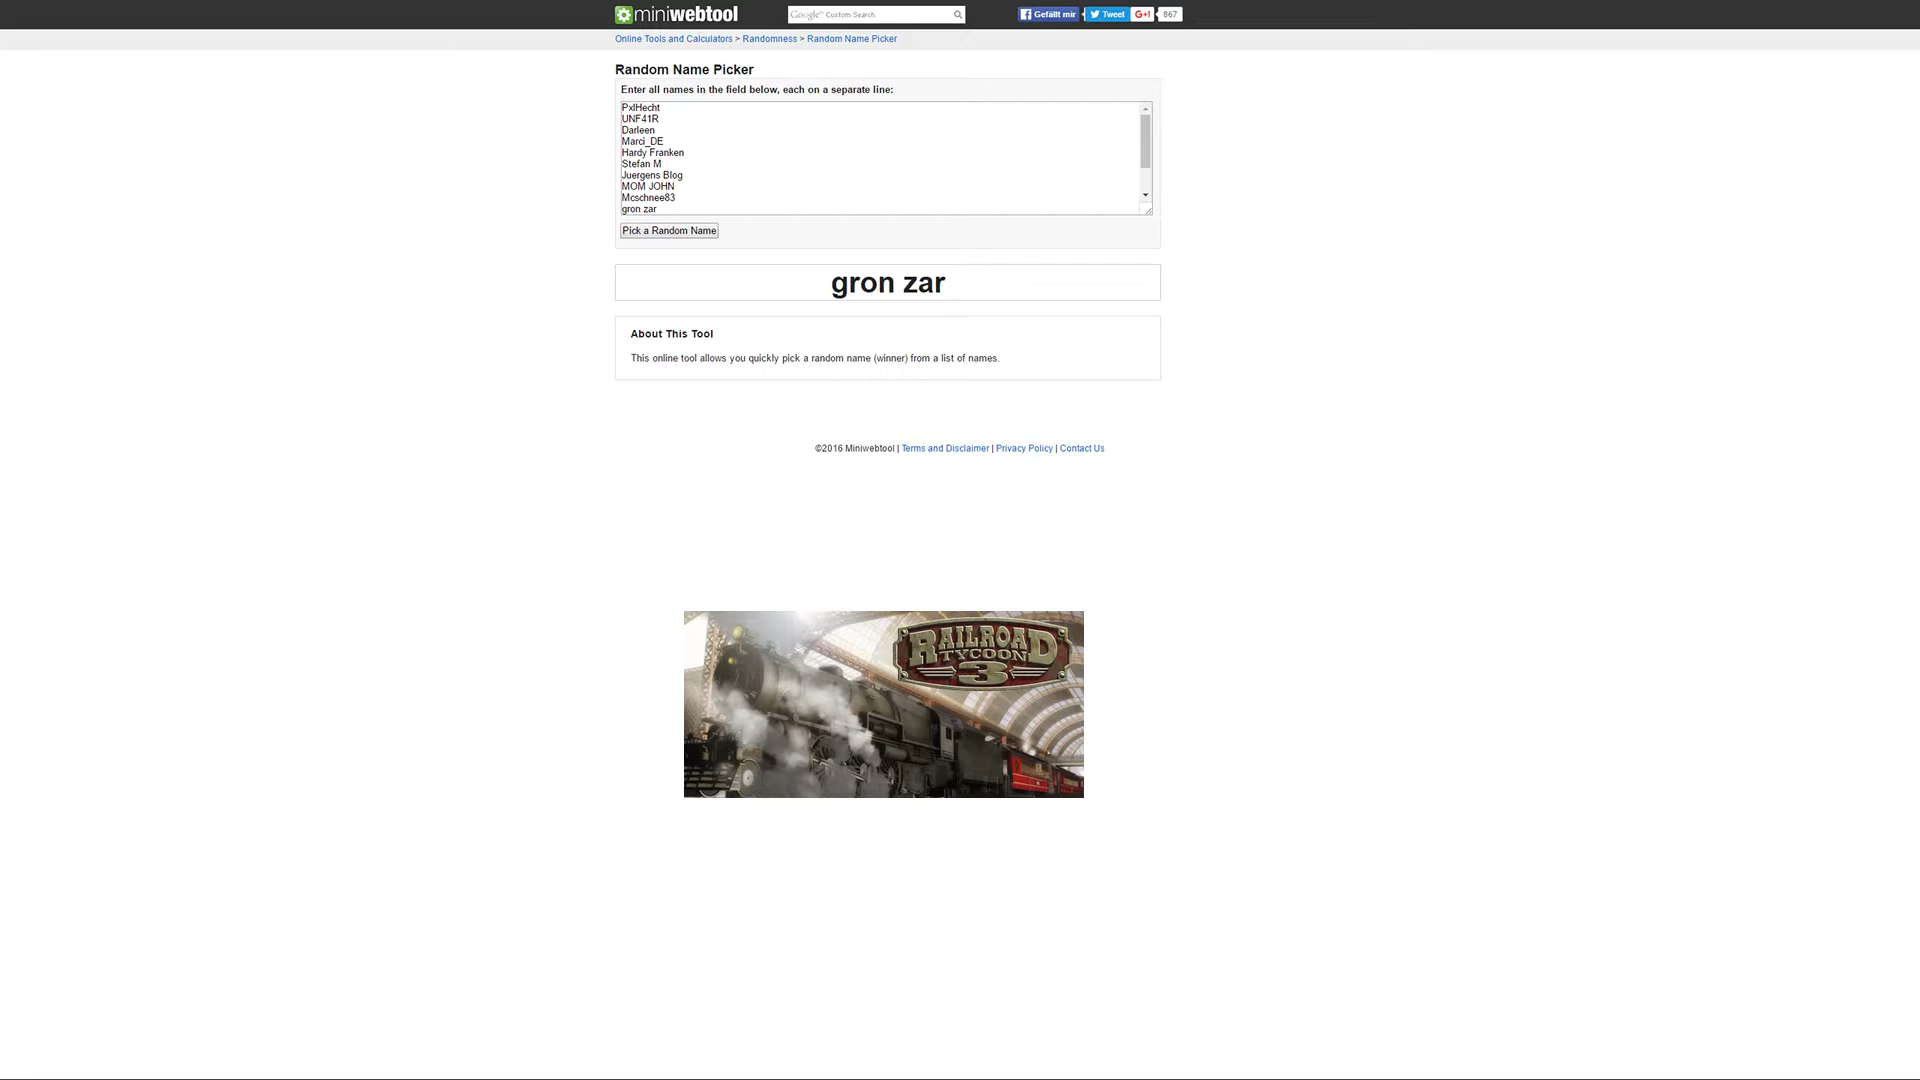 miniwebtool
Google™ Custom Search
Gefällt mir
Tweet
G+1
867
Online Tools and Calculators > Randomness > Random Name Picker
Random Name Picker
Enter all names in the field below, each on a separate line:
PxlHecht
UNF41R
Darleen
Marci_DE
Hardy Franken
Stefan M
Juergens Blog
MOM JOHN
Mcschnee83
gron zar
Pick a Random Name
gron zar
About This Tool
This online tool allows you quickly pick a random name (winner) from a list of names.
©2016 Miniwebtool | Terms and Disclaimer | Privacy Policy | Contact Us
RAILROAD
TYCOON
3